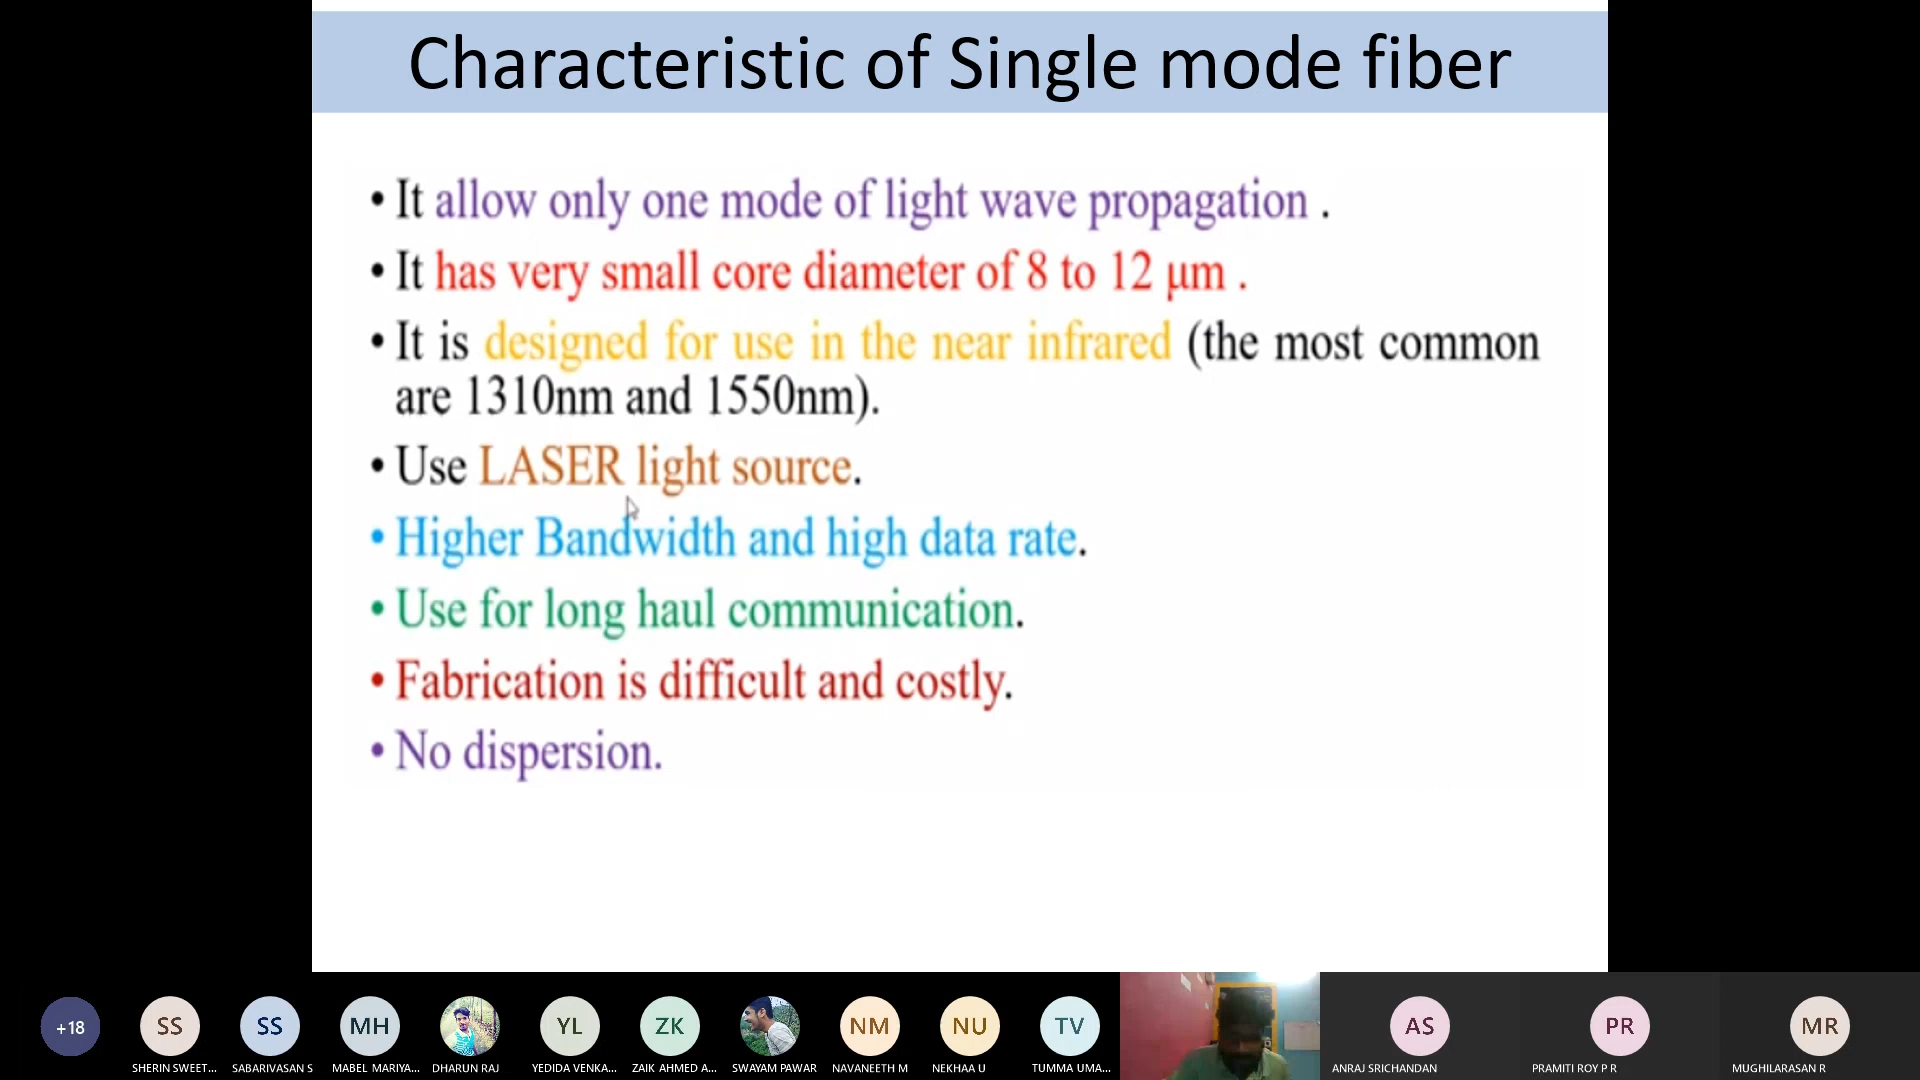 Characteristic of Single mode fiber
• It allow only one mode of light wave propagation .
• It has very small core diameter of 8 to 12 μm .
• It is designed for use in the near infrared (the most common
are 1310nm and 1550nm).
• Use LASER light source.
• Higher Bandwidth and high data rate.
• Use for long haul communication.
• Fabrication is difficult and costly.
• No dispersion.
+18
SS
SS
MH
YL
ZK
NM
NU
TV
AS
PR
MR
SHERIN SWEET...
SABARIVASAN S
MABEL MARIYA...
DHARUN RAJ
YEDIDA VENKA...
ZAIK AHMED A...
SWAYAM PAWAR
NAVANEETH M
NEKHAA U
TUMMA UMA...
ANRAJ SRICHANDAN
PRAMITI ROY P R
MUGHILARASAN R